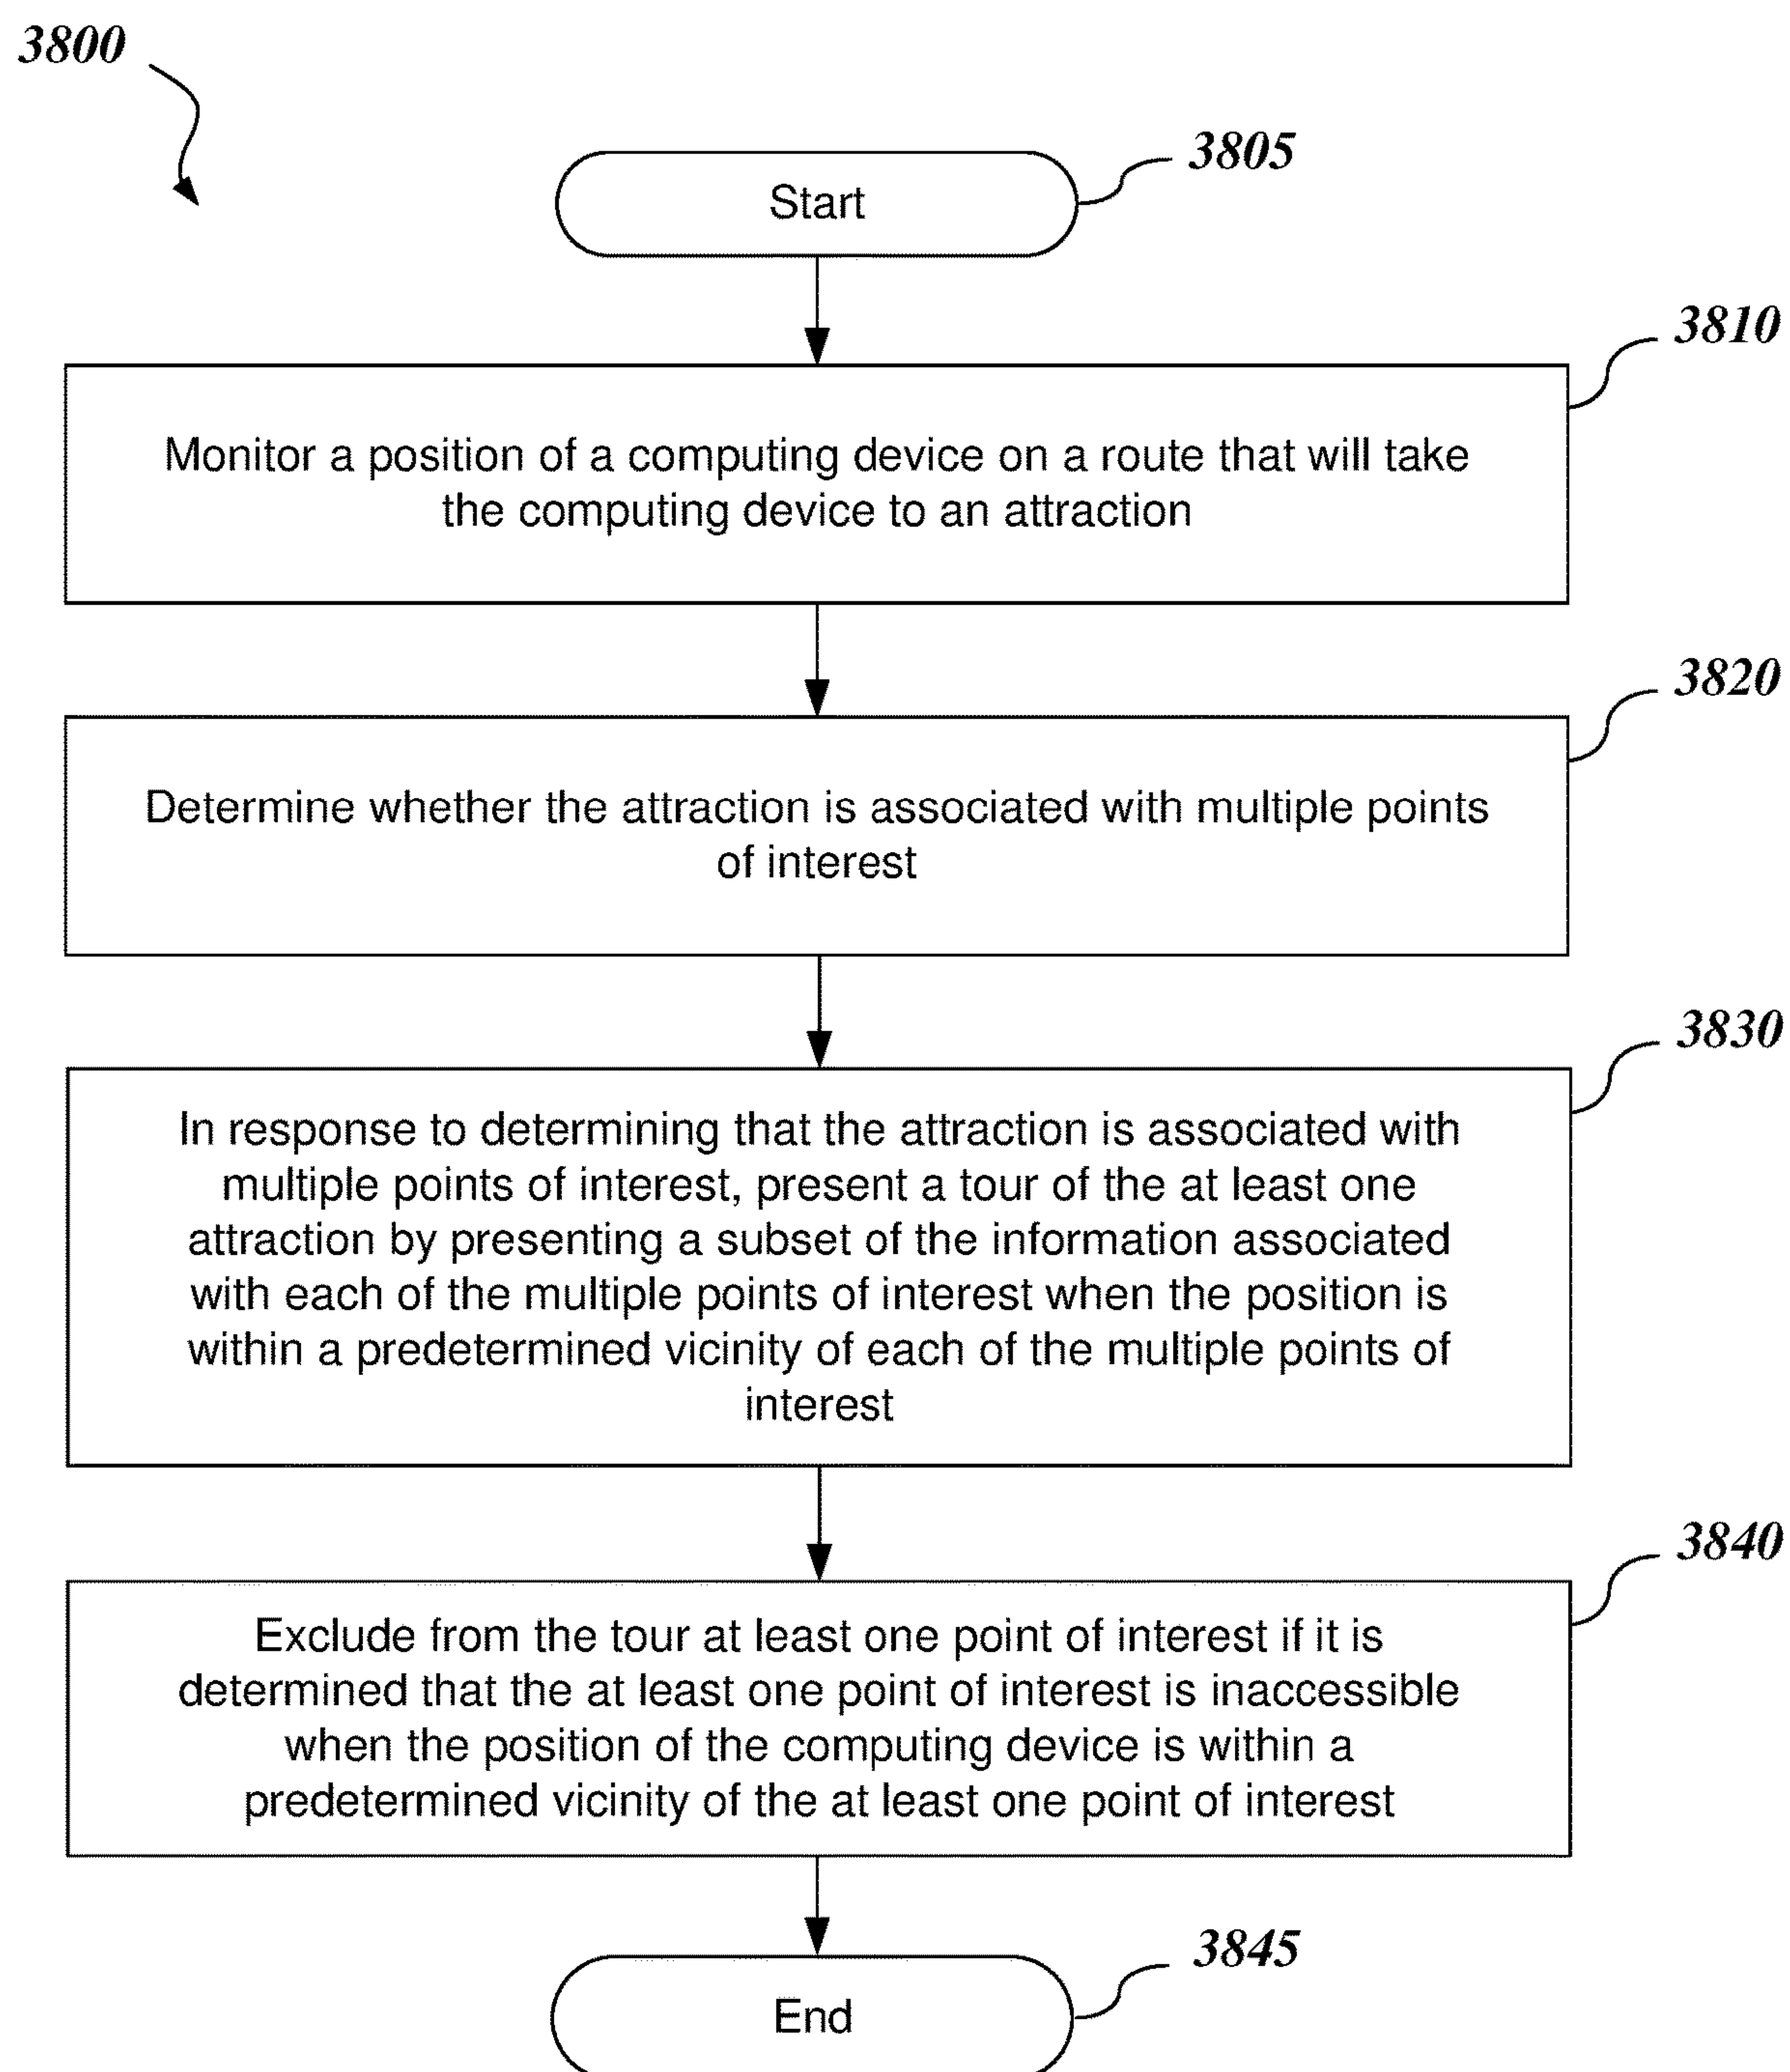 3800
3805
Start
3810
Monitor a position of a computing device on a route that will take
the computing device to an attraction
3820
Determine whether the attraction is associated with multiple points
of interest
3830
In response to determining that the attraction is associated with
multiple points of interest, present a tour of the at least one
attraction by presenting a subset of the information associated
with each of the multiple points of interest when the position is
within a predetermined vicinity of each of the multiple points of
interest
3840
Exclude from the tour at least one point of interest if it is
determined that the at least one point of interest is inaccessible
when the position of the computing device is within a
predetermined vicinity of the at least one point of interest
3845
End